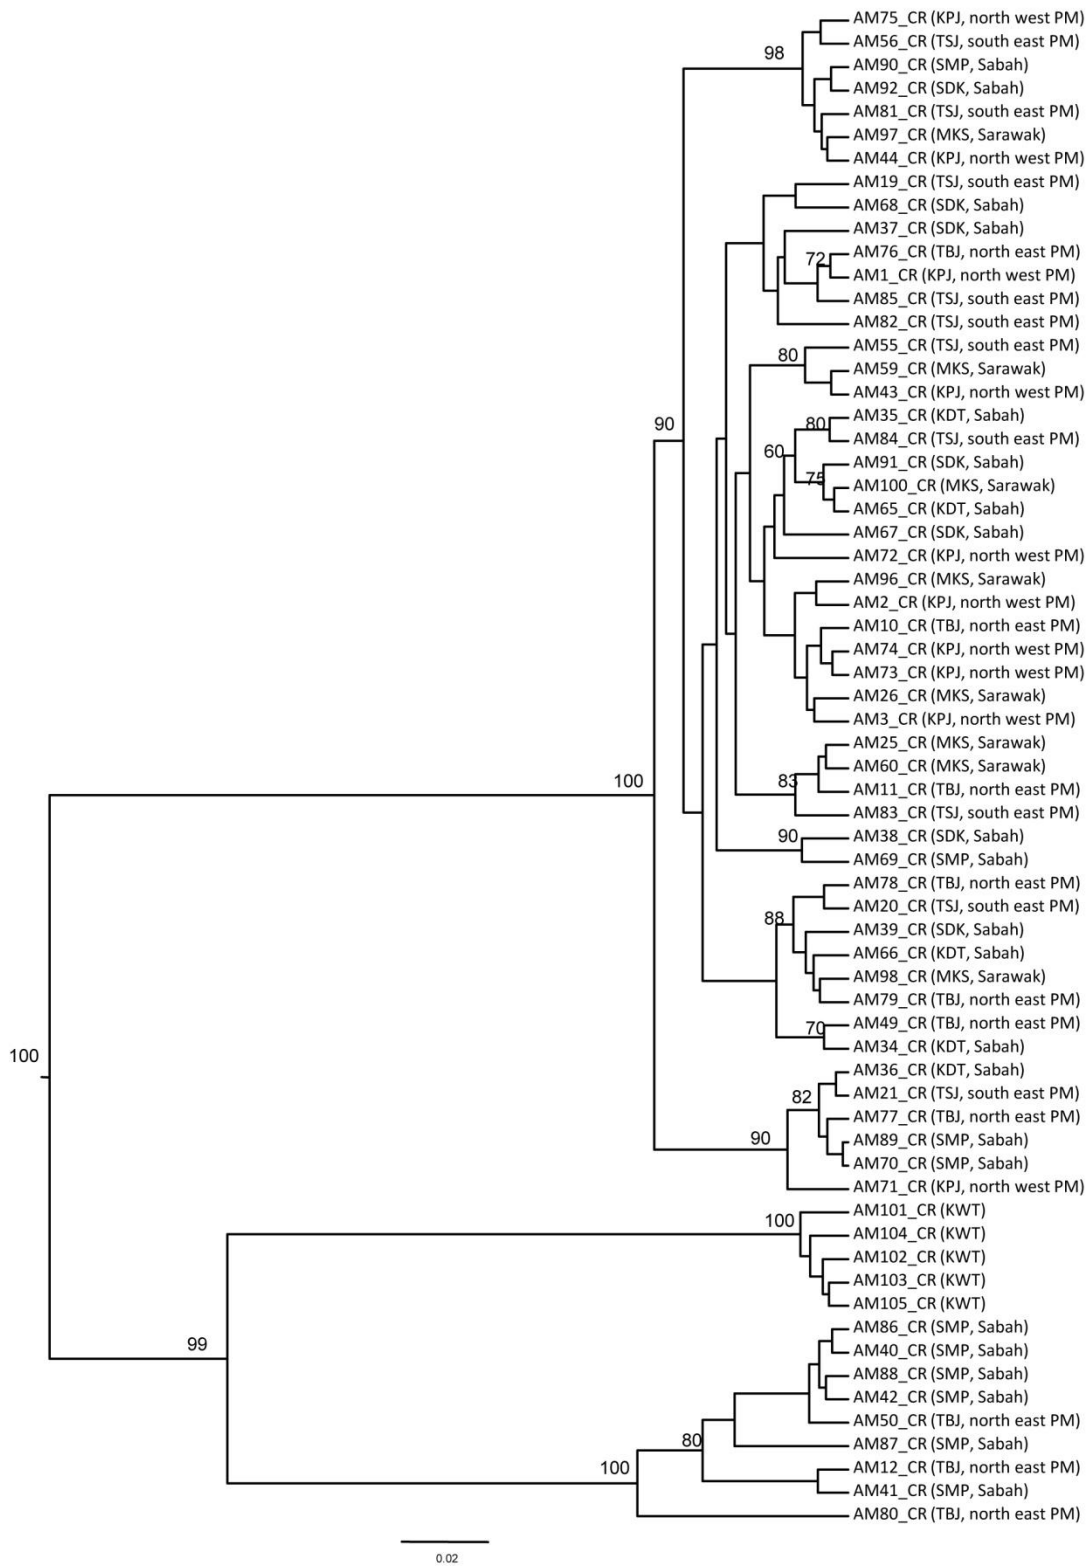 AM75_CR (KPJ, north west PM)
AM56_CR (TSJ, south east PM)
98
AM90_CR (SMP, Sabah)
AM92_CR (SDK, Sabah)
AM81_CR (TSJ, south east PM)
AM97_CR (MKS, Sarawak)
AM44_CR (KPJ, north west PM)
AM19_CR (TSJ, south east PM)
AM68_CR (SDK, Sabah)
AM37_CR (SDK, Sabah)
AM76_CR (TBJ, north east PM)
72
AM1_CR (KPJ, north west PM)
AM85_CR (TSJ, south east PM)
AM82_CR (TSJ, south east PM)
AM55_CR (TSJ, south east PM)
80
AM59_CR (MKS, Sarawak)
AM43_CR (KPJ, north west PM)
AM35_CR (KDT, Sabah)
90
80
AM84_CR (TSJ, south east PM)
60
AM91_CR (SDK, Sabah)
75
AM100_CR (MKS, Sarawak)
AM65_CR (KDT, Sabah)
AM67_CR (SDK, Sabah)
AM72_CR (KPJ, north west PM)
AM96_CR (MKS, Sarawak)
AM2_CR (KPJ, north west PM)
AM10_CR (TBJ, north east PM)
AM74_CR (KPJ, north west PM)
AM73_CR (KPJ, north west PM)
AM26_CR (MKS, Sarawak)
AM3_CR (KPJ, north west PM)
AM25_CR (MKS, Sarawak)
AM60_CR (MKS, Sarawak)
100
83
AM11_CR (TBJ, north east PM)
AM83_CR (TSJ, south east PM)
90
AM38_CR (SDK, Sabah)
AM69_CR (SMP, Sabah)
AM78_CR (TBJ, north east PM)
AM20_CR (TSJ, south east PM)
88
AM39_CR (SDK, Sabah)
AM66_CR (KDT, Sabah)
AM98_CR (MKS, Sarawak)
AM79_CR (TBJ, north east PM)
AM49_CR (TBJ, north east PM)
70
AM34_CR (KDT, Sabah)
100
AM36_CR (KDT, Sabah)
AM21_CR (TSJ, south east PM)
82
AM77_CR (TBJ, north east PM)
90
AM89_CR (SMP, Sabah)
AM70_CR (SMP, Sabah)
AM71_CR (KPJ, north west PM)
AM101_CR (KWT)
100
AM104_CR (KWT)
AM102_CR (KWT)
AM103_CR (KWT)
AM105_CR (KWT)
AM86_CR (SMP, Sabah)
99
AM40_CR (SMP, Sabah)
AM88_CR (SMP, Sabah)
AM42_CR (SMP, Sabah)
AM50_CR (TBJ, north east PM)
80
AM87_CR (SMP, Sabah)
100
AM12_CR (TBJ, north east PM)
AM41_CR (SMP, Sabah)
AM80_CR (TBJ, north east PM)
0.02